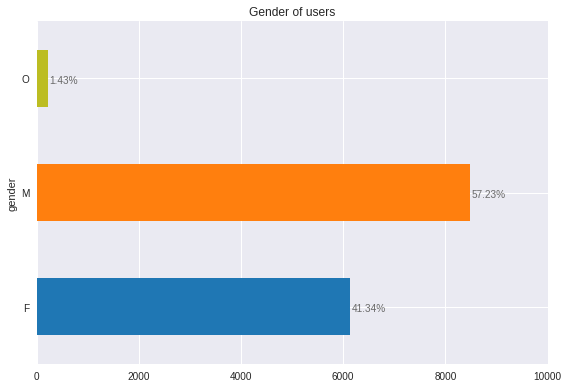 Gender of users
O
1.43%
M
57.23%
gender
F
41.34%
0 2000 4000 6000 8000 10000